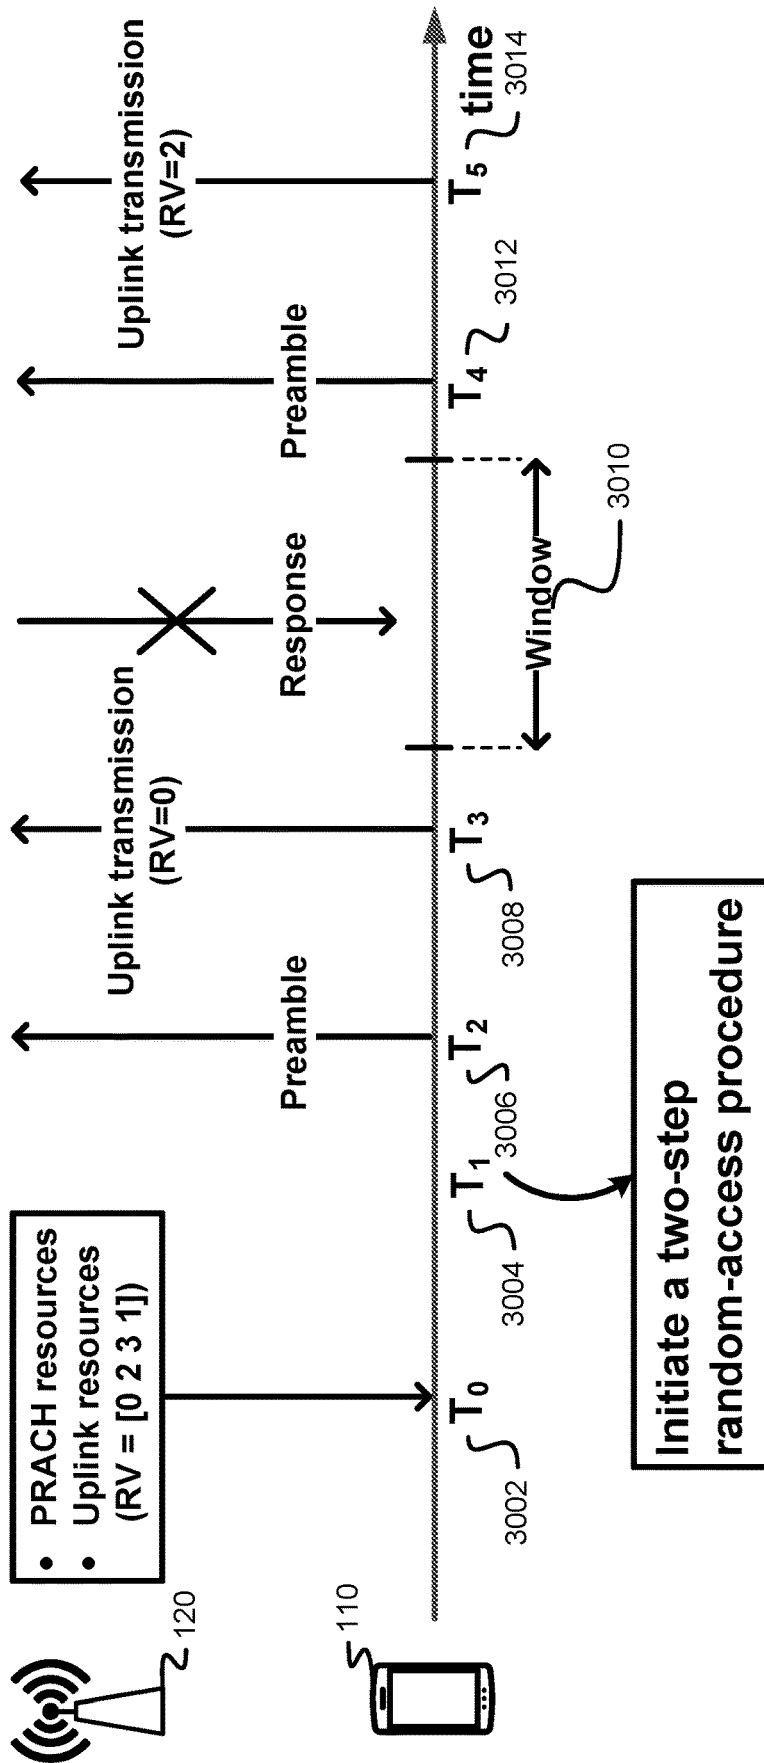 PRACH resources
Uplink resources
(RV = [0 2 3 1])
120
110
T0
3002
T1
3004
Initiate a two-step
random-access procedure
Preamble
T2
3006
Uplink transmission
(RV=0)
T3
3008
Response
Window
3010
Preamble
T4
3012
Uplink transmission
(RV=2)
T5
3014
time